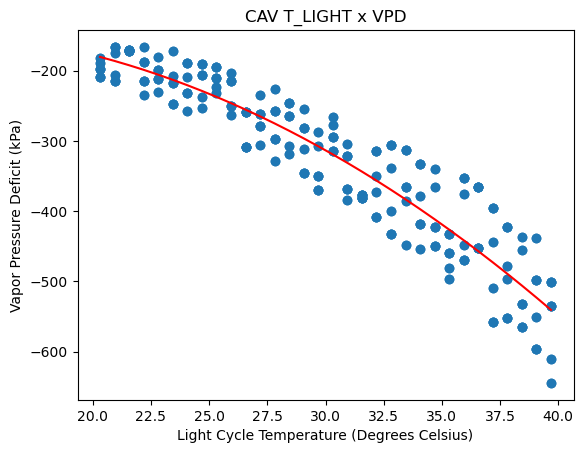 CAV T_LIGHT x VPD
−200
−300
−400
−500
−600
Vapor Pressure Deficit (kPa)
20.0 22.5 25.0 27.5 30.0 32.5 35.0 37.5 40.0
Light Cycle Temperature (Degrees Celsius)